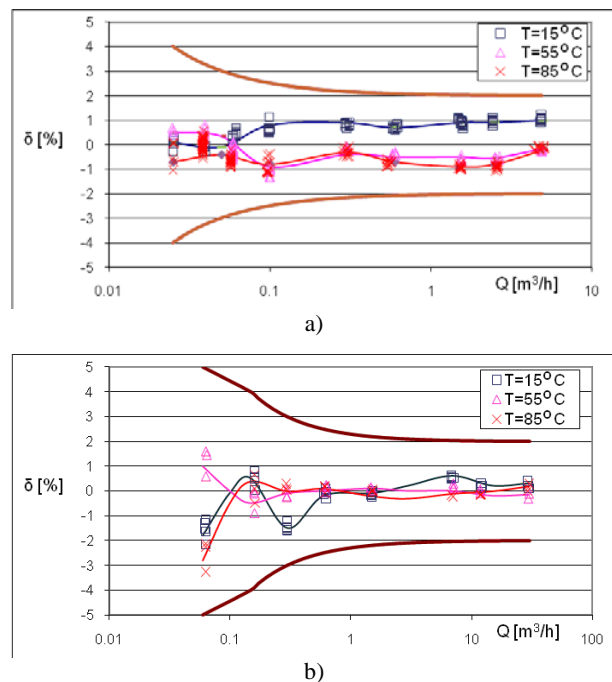 5
4
3
2
1
0
-1
-2
-3
-4
-5
δ [%]
T=15°C
T=55°C
T=85°C
Q [m³/h]
0.01 0.1 1 10
a)
5
4
3
2
1
0
-1
-2
-3
-4
-5
δ [%]
T=15°C
T=55°C
T=85°C
Q [m³/h]
0.01 0.1 1 10 100
b)